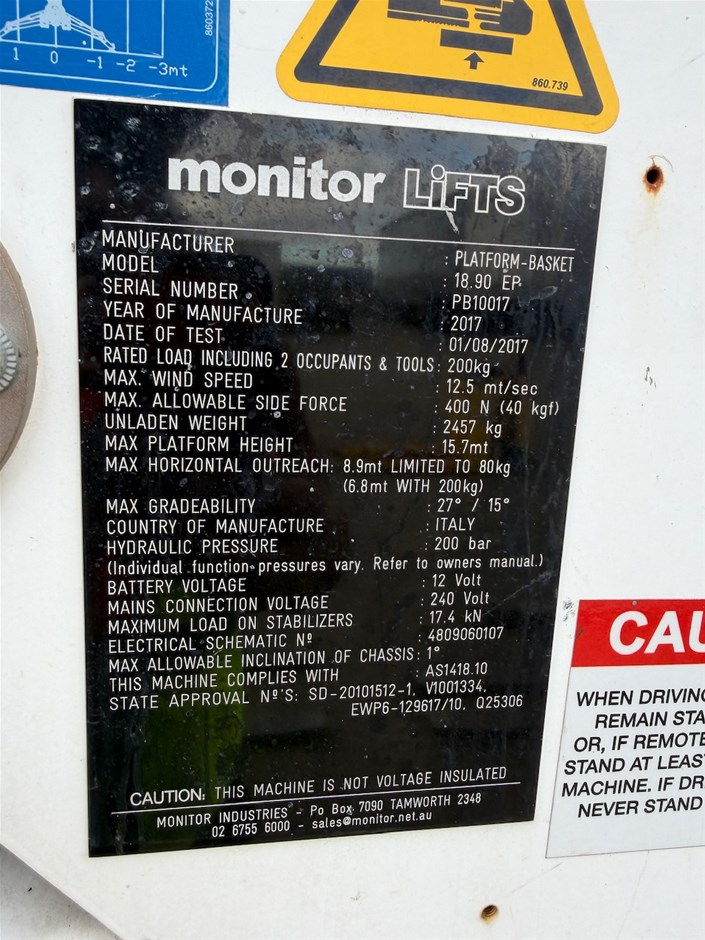 860372
1 0 -1 -2 -3mt
860.739
monitor LiFTS
MANUFACTURER : PLATFORM-BASKET
MODEL : 18.90 EP
SERIAL NUMBER : PB10017
YEAR OF MANUFACTURE : 2017
DATE OF TEST : 01/08/2017
RATED LOAD INCLUDING 2 OCCUPANTS & TOOLS: 200kg
MAX. WIND SPEED : 12.5 mt/sec
MAX. ALLOWABLE SIDE FORCE : 400 N (40 kgf)
UNLADEN WEIGHT : 2457 kg
MAX PLATFORM HEIGHT : 15.7mt
MAX HORIZONTAL OUTREACH: 8.9mt LIMITED TO 80kg
(6.8mt WITH 200kg)
MAX GRADEABILITY : 27° / 15°
COUNTRY OF MANUFACTURE : ITALY
HYDRAULIC PRESSURE : 200 bar
(Individual function pressures vary. Refer to owners manual.)
BATTERY VOLTAGE : 12 Volt
MAINS CONNECTION VOLTAGE : 240 Volt
MAXIMUM LOAD ON STABILIZERS : 17.4 kN
ELECTRICAL SCHEMATIC Nº : 4809060107
MAX ALLOWABLE INCLINATION OF CHASSIS: 1°
THIS MACHINE COMPLIES WITH : AS1418.10
STATE APPROVAL Nº'S: SD-20101512-1, V1001334,
EWP6-129617/10, Q25306
CAUTION: THIS MACHINE IS NOT VOLTAGE INSULATED
MONITOR INDUSTRIES - Po Box 7090 TAMWORTH 2348
02 6755 6000 - sales@monitor.net.au
CAU
WHEN DRIVING
REMAIN STA
OR, IF REMOTE
STAND AT LEAS
MACHINE. IF DR
NEVER STAND